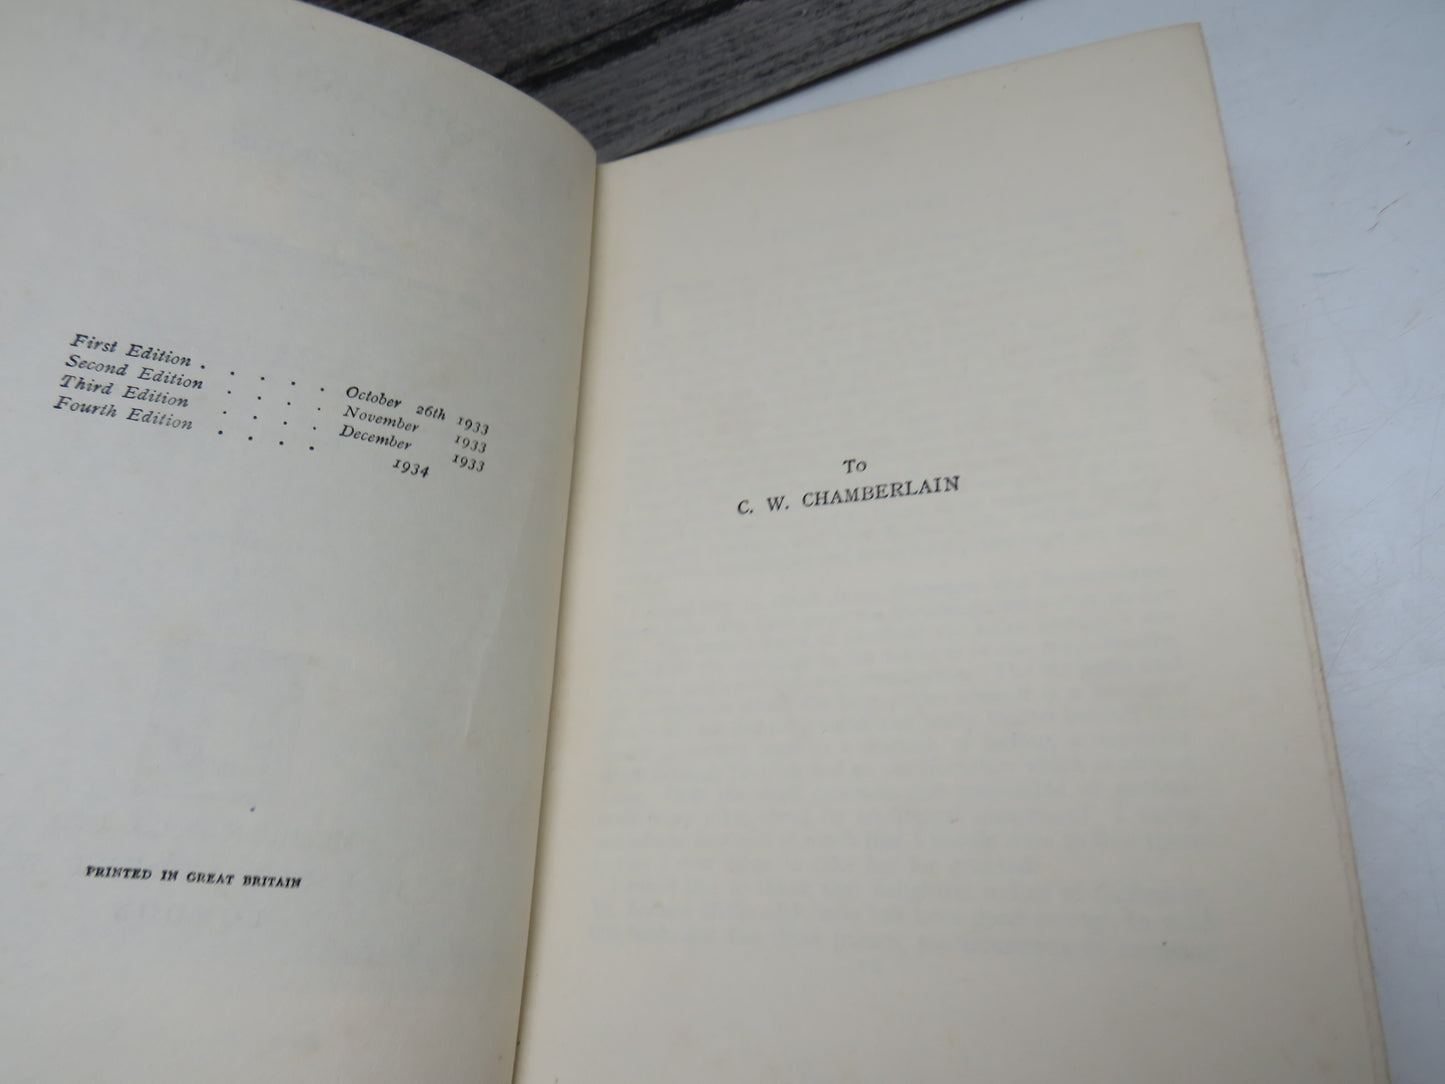 First Edition . . . . . October 26th 1933
Second Edition . . . . November 1933
Third Edition . . . . December 1933
Fourth Edition . . . . 1934
PRINTED IN GREAT BRITAIN
To
C. W. CHAMBERLAIN